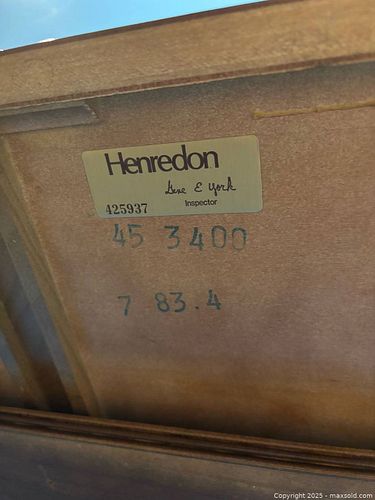 Henredon
Gene E York
425937 Inspector
45 3400
7 83.4
Copyright 2025 - maxsold.com